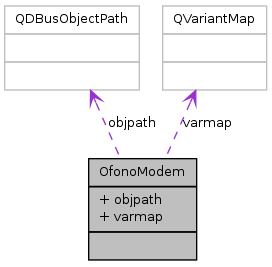 QDBusObjectPath
QVariantMap
objpath
varmap
OfonoModem
+ objpath
+ varmap